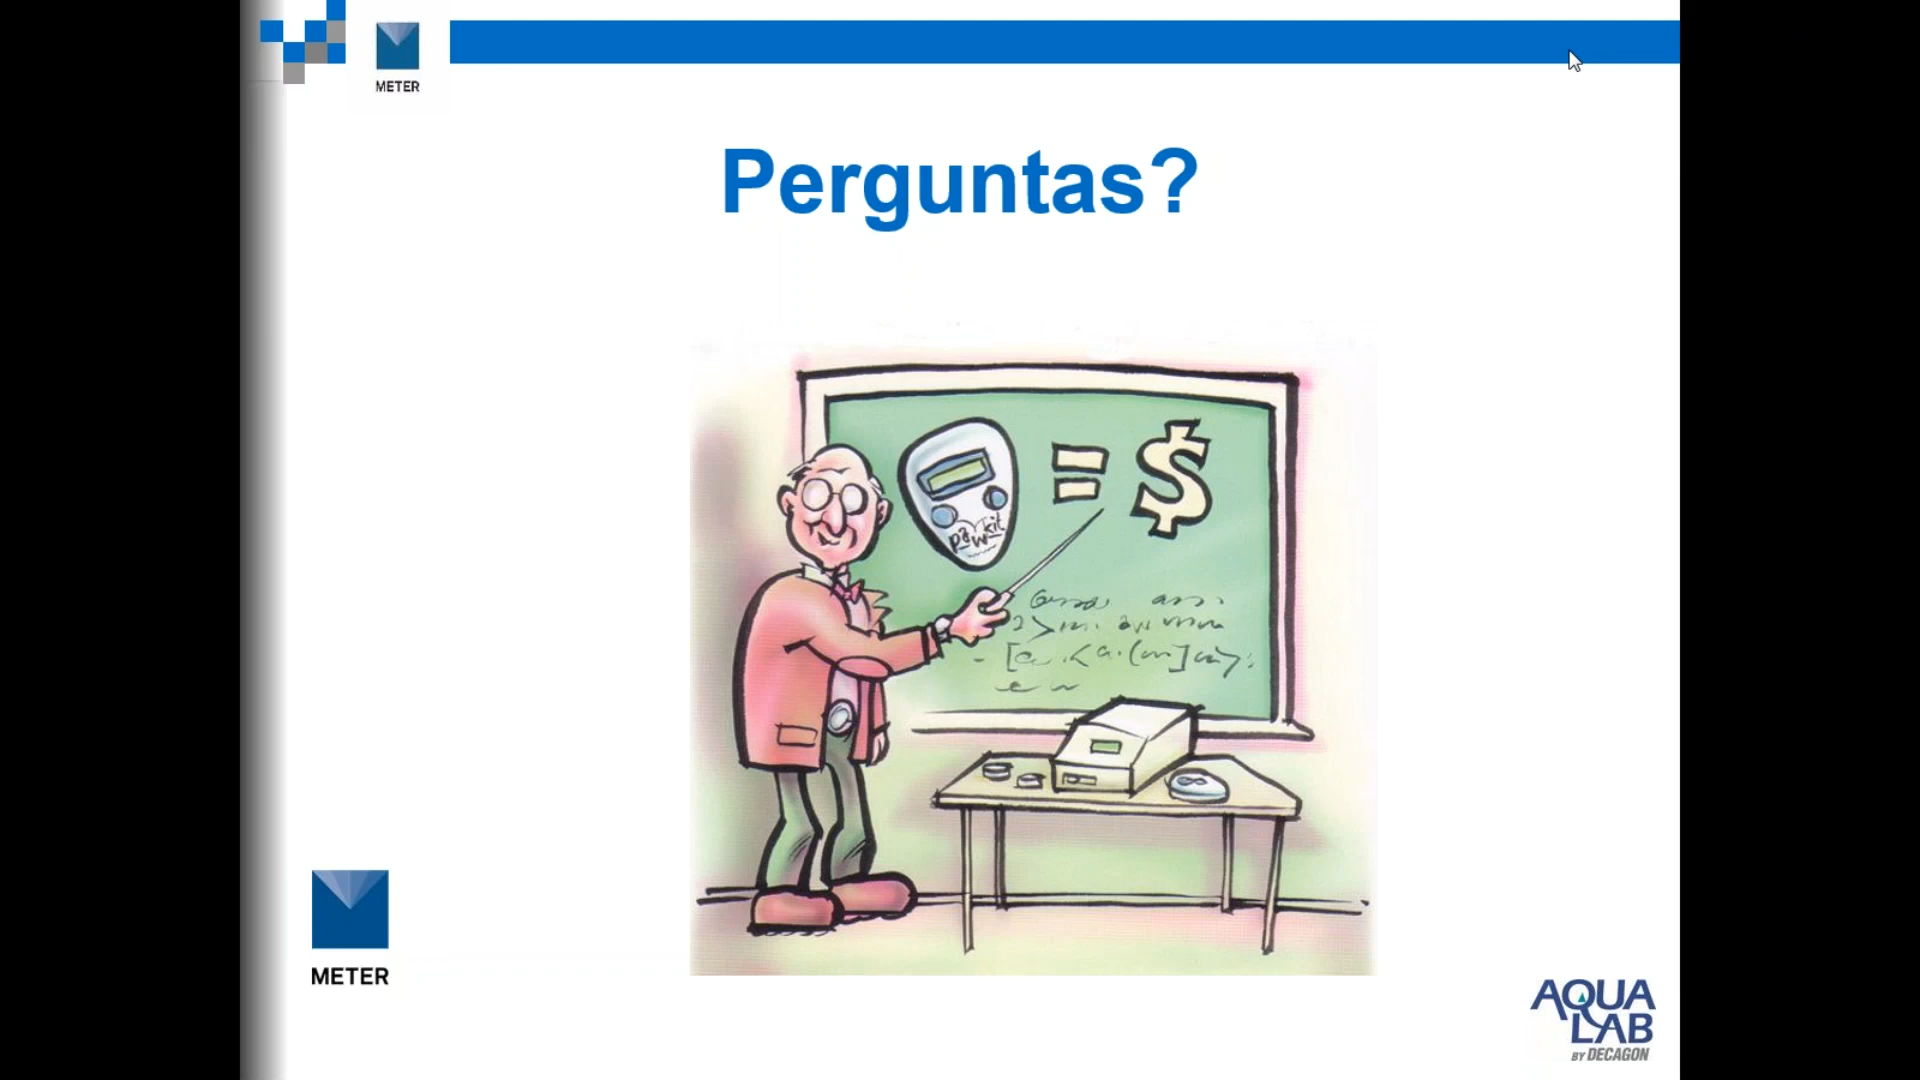 METER
Perguntas?
pawkit
= $
METER
AQUA
LAB
BY DECAGON